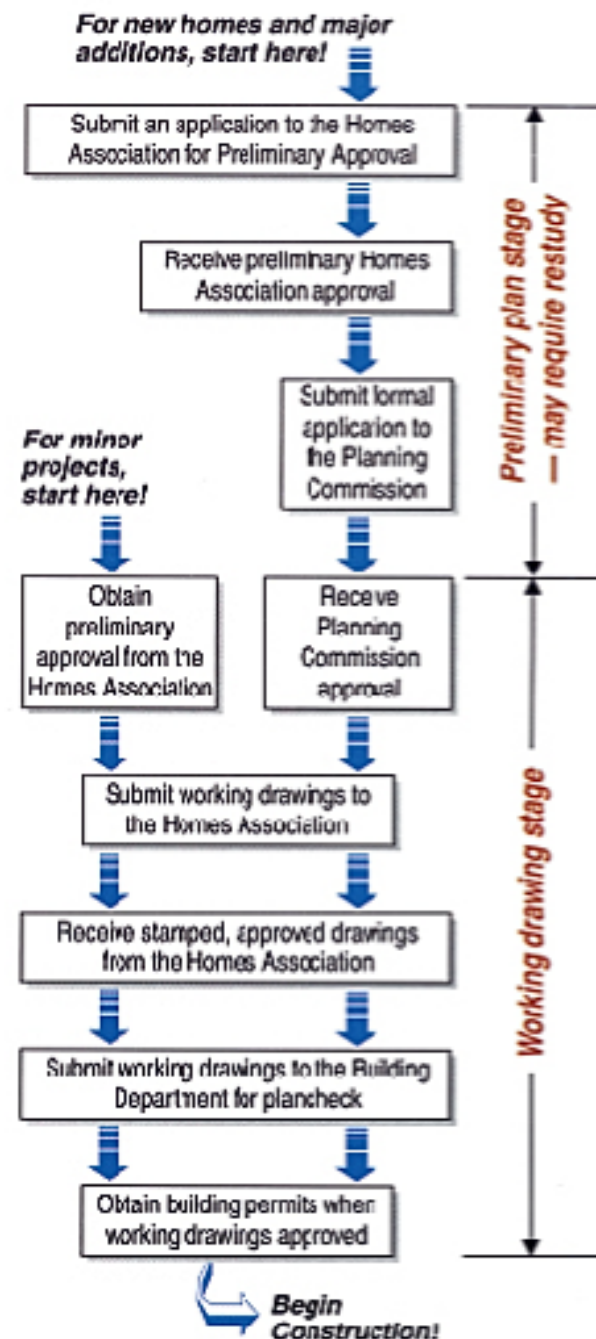 For new homes and major
additions, start here!
Submit an application to the Homes
Association for Preliminary Approval
Receive preliminary Homes
Association approval
Submit formal
application to
the Planning
Commission
Preliminary plan stage
— may require restudy
For minor
projects,
start here!
Obtain
preliminary
approval from the
Homes Association
Receive
Planning
Commission
approval
Submit working drawings to
the Homes Association
Receive stamped, approved drawings
from the Homes Association
Submit working drawings to the Building
Department for plancheck
Obtain building permits when
working drawings approved
Working drawing stage
Begin
Construction!